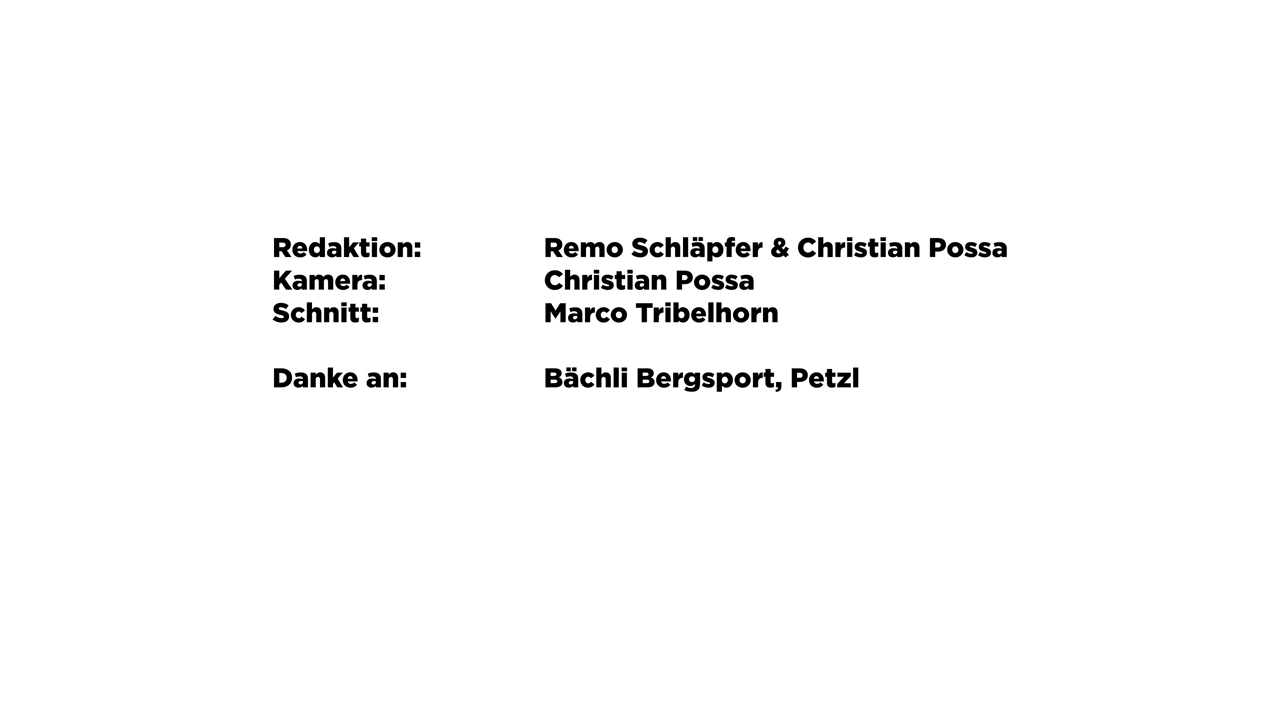 Redaktion: Remo Schläpfer & Christian Possa
Kamera: Christian Possa
Schnitt: Marco Tribelhorn
Danke an: Bächli Bergsport, Petzl